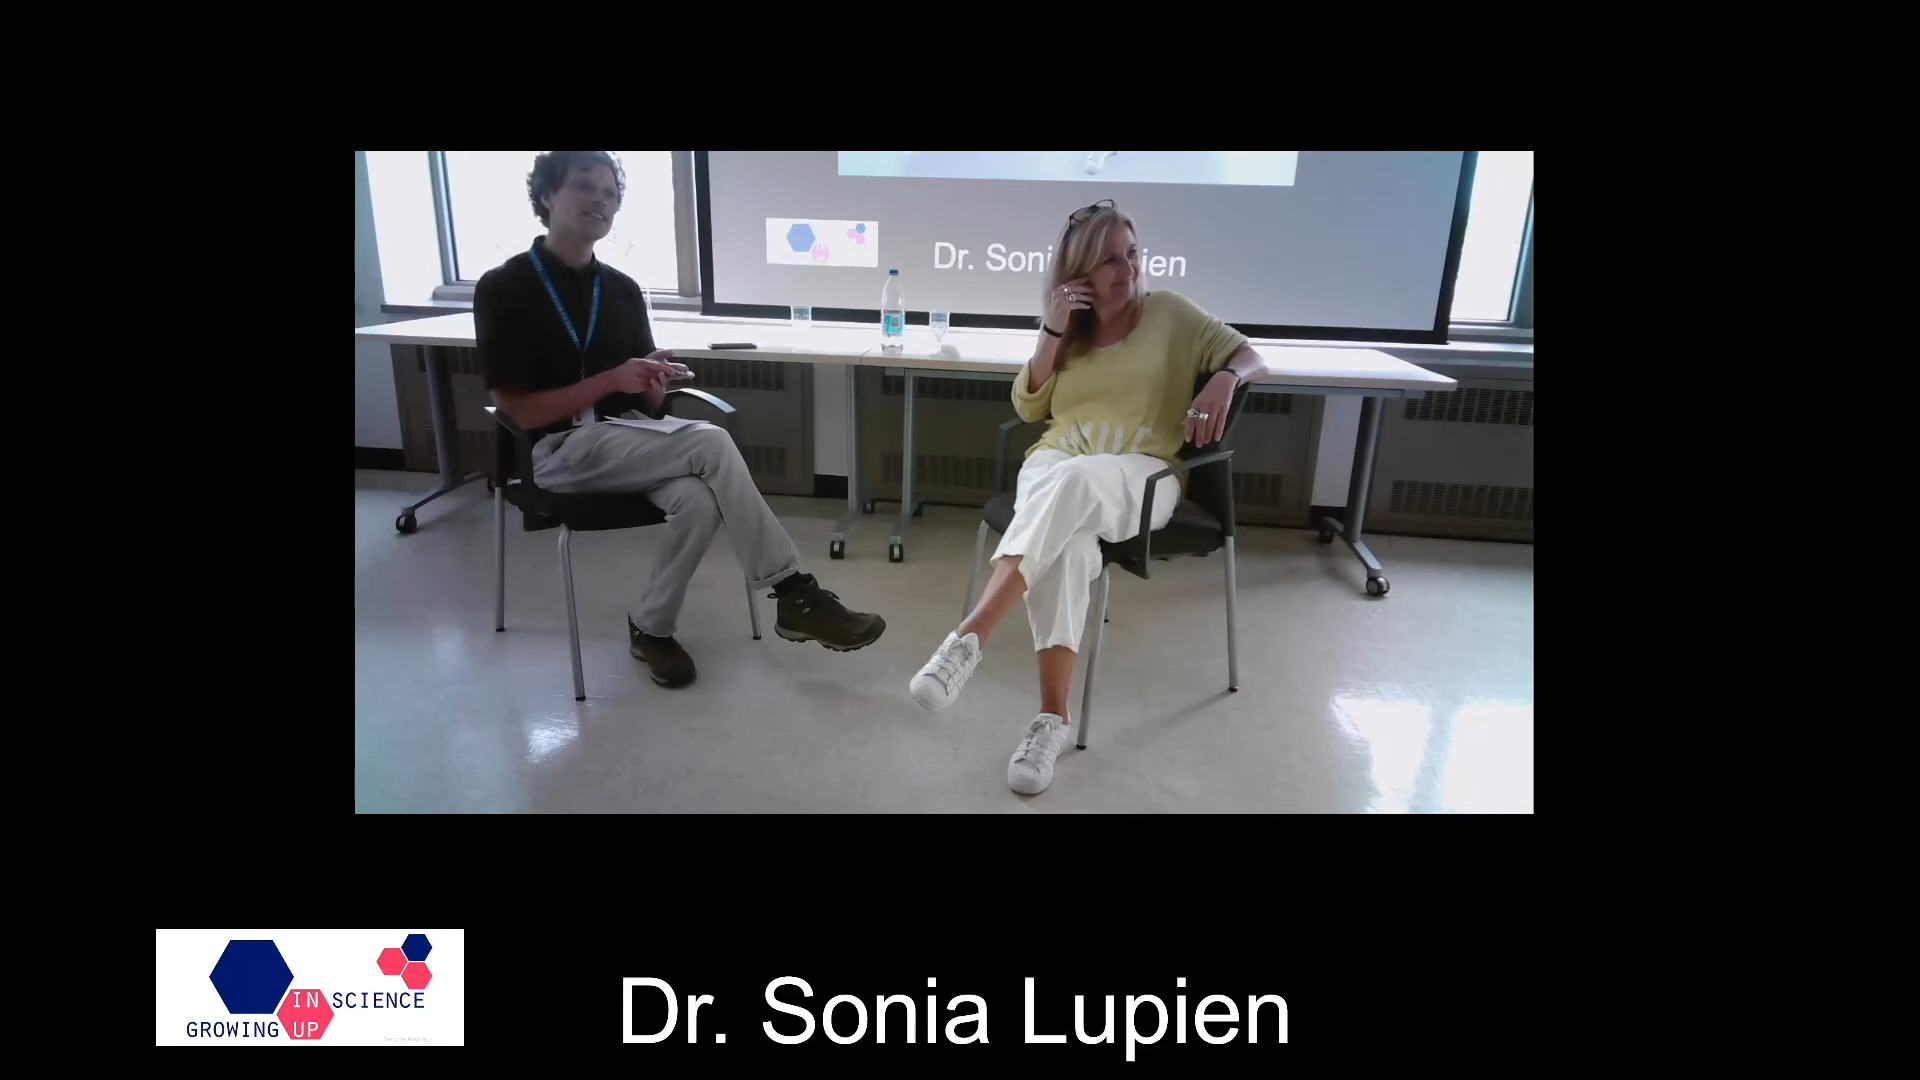 Dr. Soni
ien
IN SCIENCE
GROWING UP
Dr. Sonia Lupien